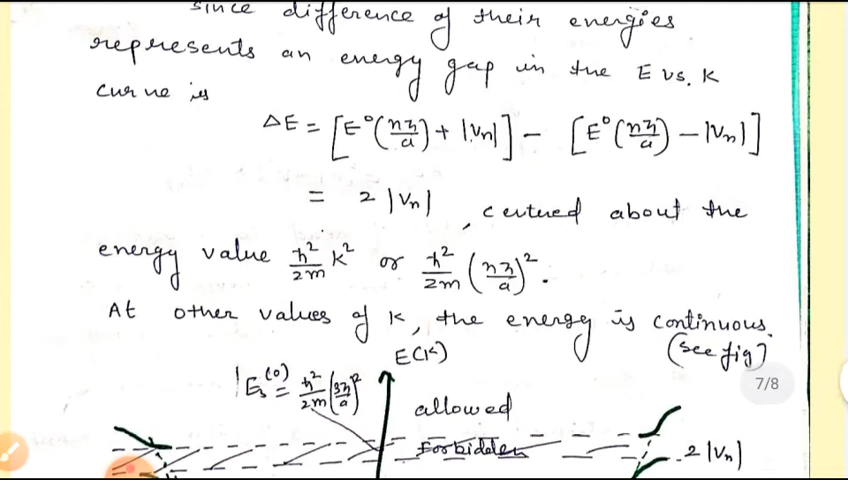 since difference of their energies
represents an energy gap in the E vs. K
curve is
ΔE = [E°(nπ/a) + |Vn|] - [E°(nπ/a) - |Vn|]
= 2 |Vn| , centured about the
energy value ħ²/2m K² or ħ²/2m (nπ/a)².
At other values of K, the energy is continuous.
(see fig)
E(K)
7/8
E₃⁽⁰⁾ = ħ²/2m (3π/a)²
allowed
Forbidden
2|Vn|